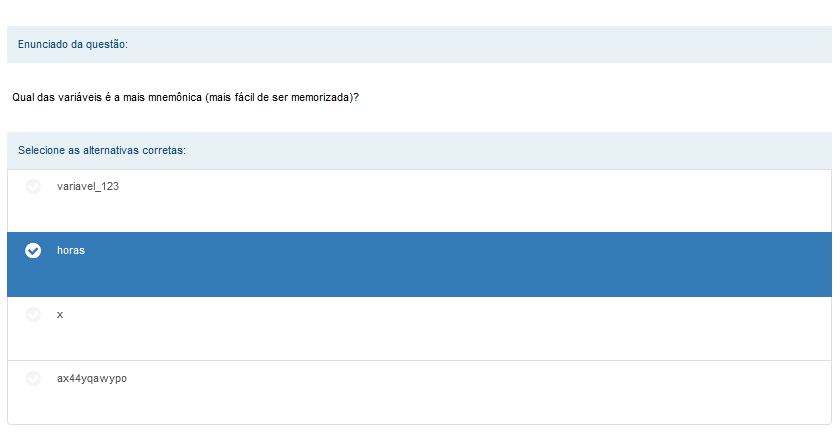 Enunciado da questão:
Qual das variáveis é a mais mnemônica (mais fácil de ser memorizada)?
Selecione as alternativas corretas:
variavel_123
horas
x
ax44yqawypo